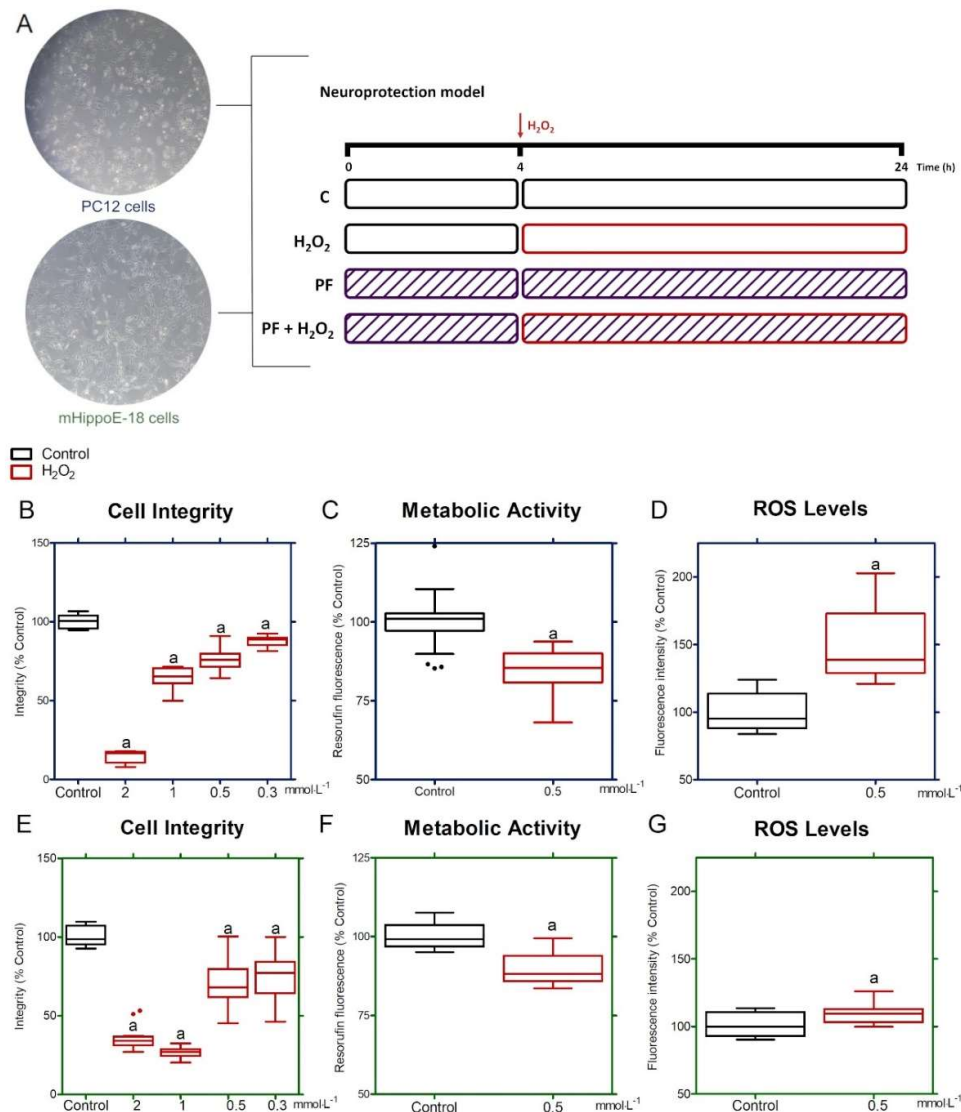 A
PC12 cells
mHippoE-18 cells
Neuroprotection model
H₂O₂
0 4 24 Time (h)
C
H₂O₂
PF
PF + H₂O₂
Control
H₂O₂
B Cell Integrity
Integrity (% Control)
150
100
50
0
a a a a
Control 2 1 0.5 0.3 mmol·L⁻¹
C Metabolic Activity
Resorufin fluorescence (% Control)
125
100
75
50
a
Control 0.5 mmol·L⁻¹
D ROS Levels
Fluorescence intensity (% Control)
200
150
100
50
a
Control 0.5 mmol·L⁻¹
E Cell Integrity
Integrity (% Control)
150
100
50
0
a a a a
Control 2 1 0.5 0.3 mmol·L⁻¹
F Metabolic Activity
Resorufin fluorescence (% Control)
125
100
75
50
a
Control 0.5 mmol·L⁻¹
G ROS Levels
Fluorescence intensity (% Control)
200
150
100
50
a
Control 0.5 mmol·L⁻¹